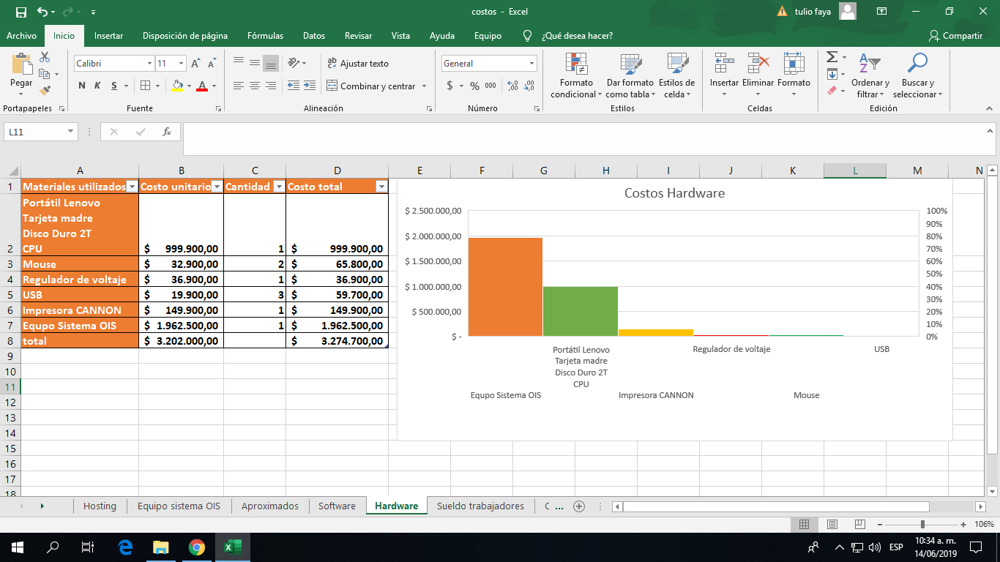 costos - Excel
tulio faya
Archivo Inicio Insertar Disposición de página Fórmulas Datos Revisar Vista Ayuda Equipo ¿Qué desea hacer? Compartir
Pegar
Portapapeles
Calibri 11
N K S
Fuente
Ajustar texto
Combinar y centrar
Alineación
General
$ % 000
Número
Formato condicional
Dar formato como tabla
Estilos de celda
Estilos
Insertar Eliminar Formato
Celdas
Ordenar y filtrar
Buscar y seleccionar
Edición
L11
fx
A B C D E F G H I J K L M N
1 Materiales utilizados Costo unitario Cantidad Costo total
Portátil Lenovo
Tarjeta madre
Disco Duro 2T
2 CPU $ 999.900,00 1 $ 999.900,00
3 Mouse $ 32.900,00 2 $ 65.800,00
4 Regulador de voltaje $ 36.900,00 1 $ 36.900,00
5 USB $ 19.900,00 3 $ 59.700,00
6 Impresora CANNON $ 149.900,00 1 $ 149.900,00
7 Equpo Sistema OIS $ 1.962.500,00 1 $ 1.962.500,00
8 total $ 3.202.000,00 $ 3.274.700,00
9
10
11
12
13
14
15
16
17
18
Costos Hardware
$ 2.500.000,00
$ 2.000.000,00
$ 1.500.000,00
$ 1.000.000,00
$ 500.000,00
$ -
100%
90%
80%
70%
60%
50%
40%
30%
20%
10%
0%
Portátil Lenovo
Tarjeta madre
Disco Duro 2T
CPU
Regulador de voltaje
USB
Equpo Sistema OIS
Impresora CANNON
Mouse
Hosting Equipo sistema OIS Aproximados Software Hardware Sueldo trabajadores C ...
106%
ESP
10:34 a. m.
14/06/2019